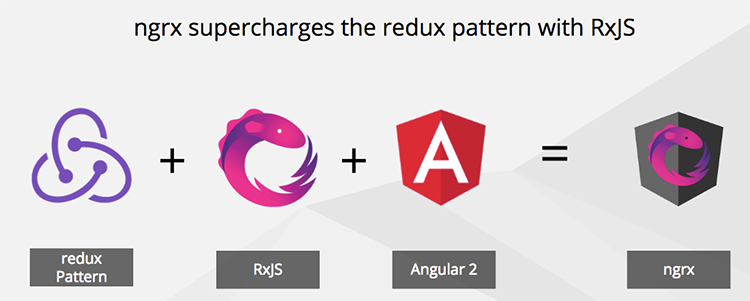 ngrx supercharges the redux pattern with RxJS
+ + =
A
redux
Pattern
RxJS
Angular 2
ngrx